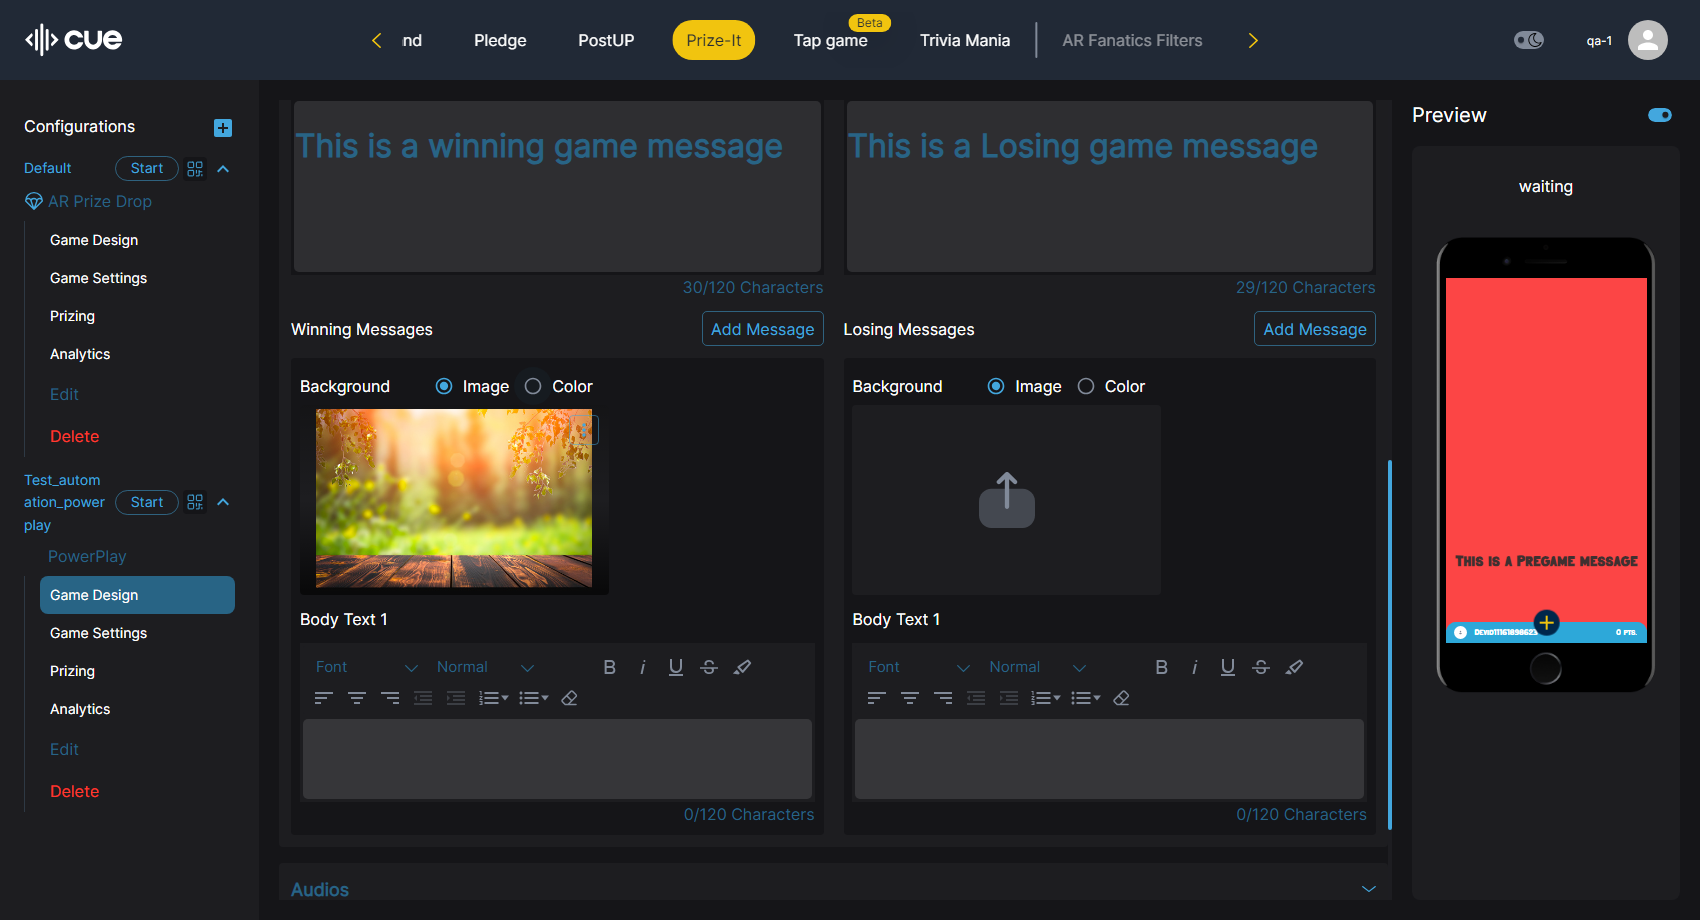 cue
nd
Pledge
PostUP
Prize-It
Beta
Tap game
Trivia Mania
AR Fanatics Filters
qa-1
Configurations
Default
Start
AR Prize Drop
Game Design
Game Settings
Prizing
Analytics
Edit
Delete
Test_autom
ation_power
play
Start
PowerPlay
Game Design
Game Settings
Prizing
Analytics
Edit
Delete
This is a winning game message
30/120 Characters
This is a Losing game message
29/120 Characters
Winning Messages
Add Message
Background
Image
Color
Body Text 1
Font
Normal
0/120 Characters
Losing Messages
Add Message
Background
Image
Color
Body Text 1
Font
Normal
0/120 Characters
Audios
Preview
waiting
This is a Pregame message
0 pts.